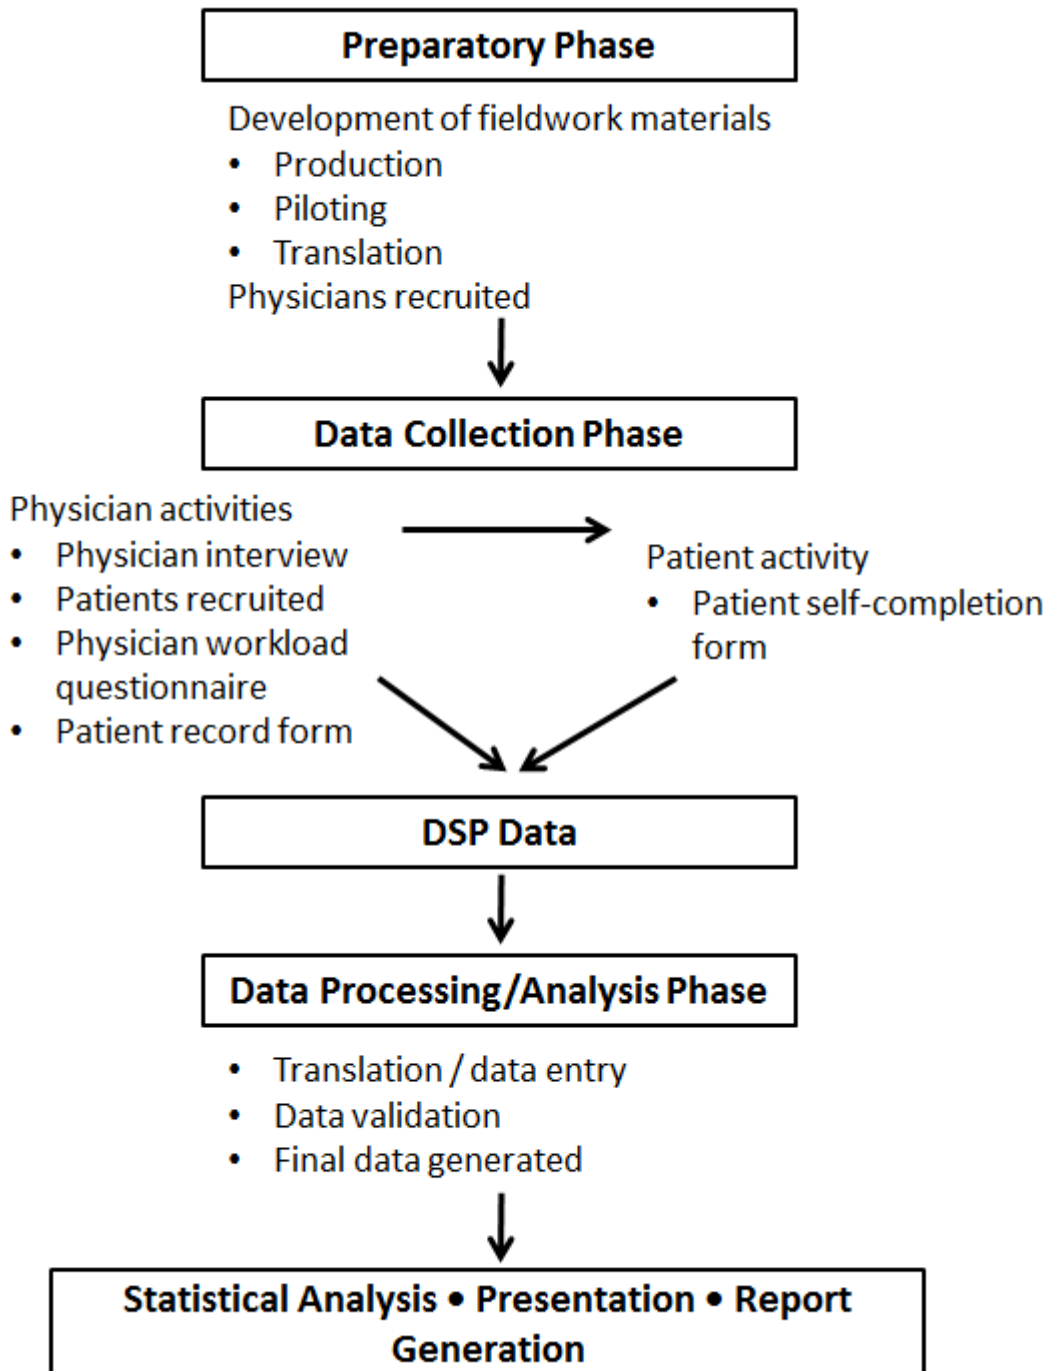 Preparatory Phase
Development of fieldwork materials
• Production
• Piloting
• Translation
Physicians recruited
Data Collection Phase
Physician activities
• Physician interview
• Patients recruited
• Physician workload
questionnaire
• Patient record form
Patient activity
• Patient self-completion
form
DSP Data
Data Processing/Analysis Phase
• Translation / data entry
• Data validation
• Final data generated
Statistical Analysis • Presentation • Report
Generation